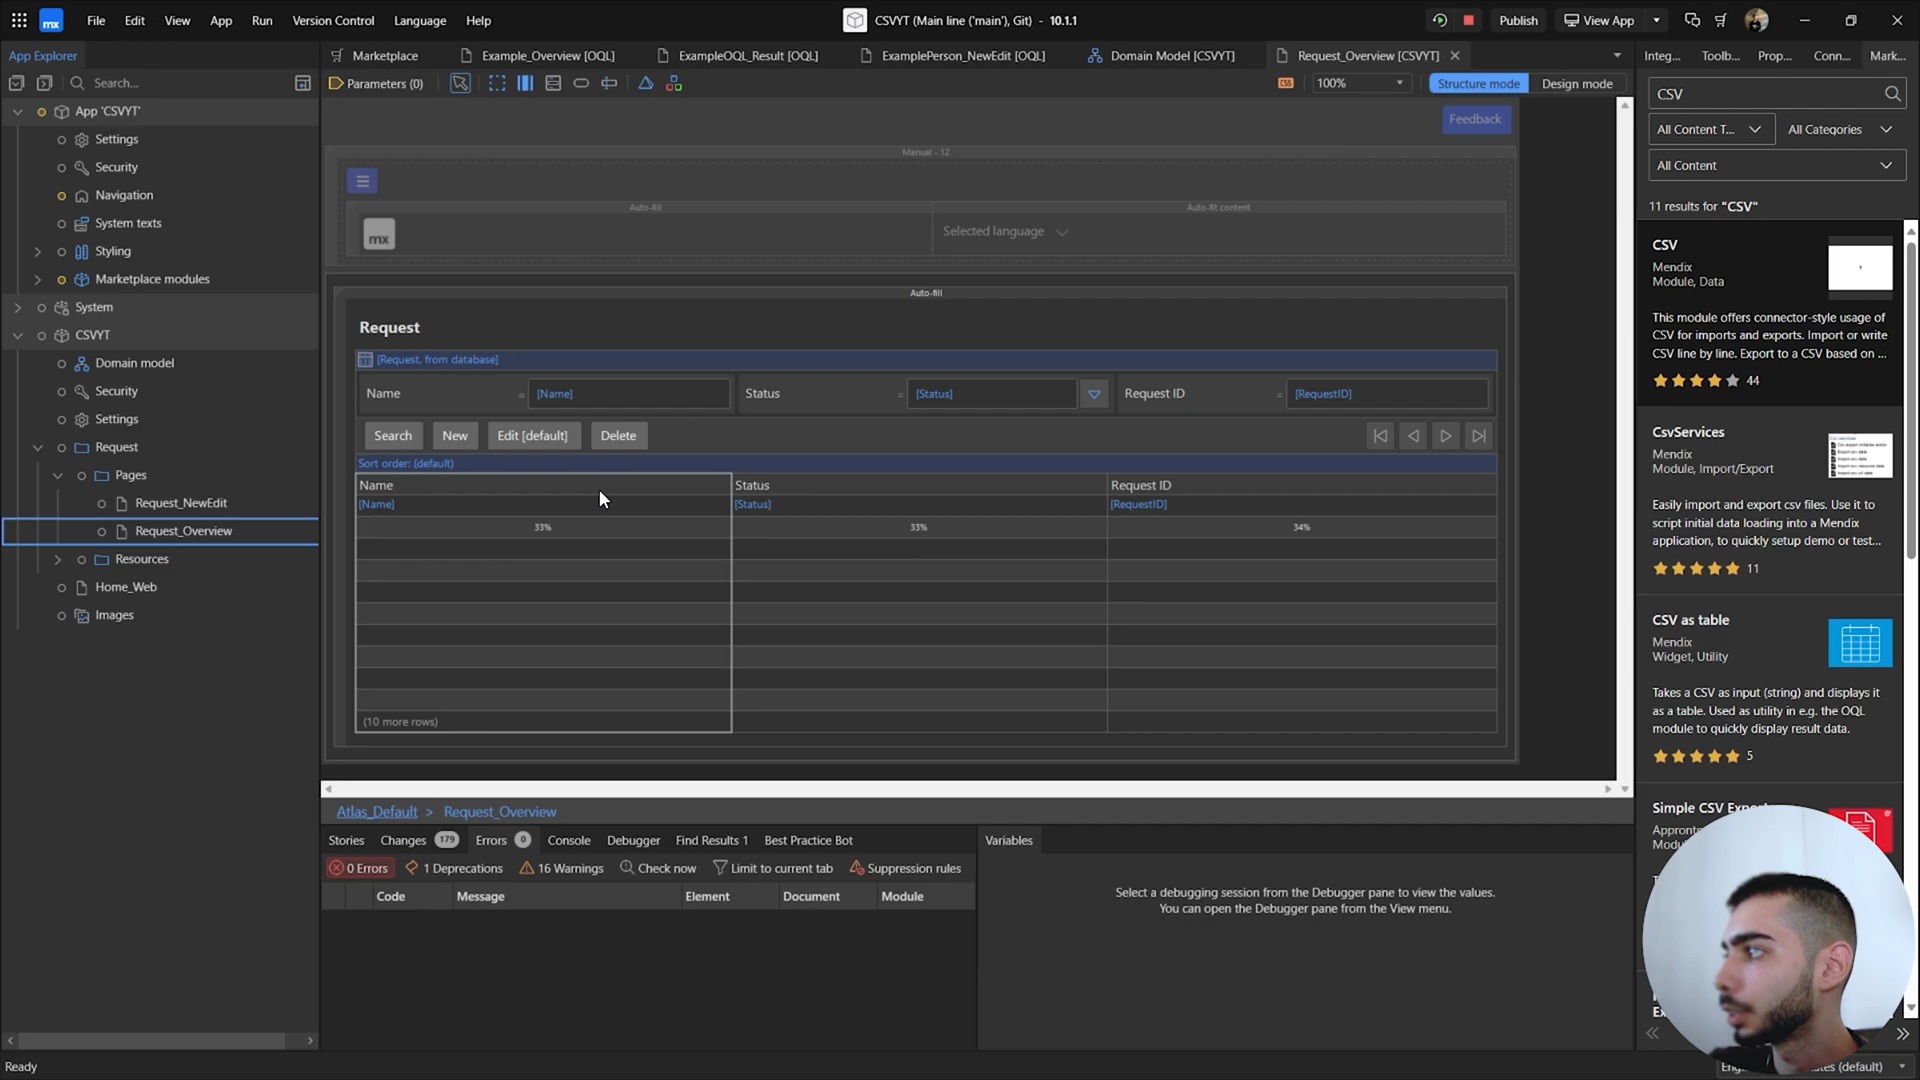 mx File Edit View App Run Version Control Language Help
CSVYT (Main line ('main'), Git) - 10.1.1
Publish View App
App Explorer
Marketplace
Example_Overview [OQL]
ExampleOQL_Result [OQL]
ExamplePerson_NewEdit [OQL]
Domain Model [CSVYT]
Request_Overview [CSVYT]
Integ... Toolb... Prop... Conn... Mark...
Search...
Parameters (0)
CSS
100%
Structure mode
Design mode
App 'CSVYT'
Settings
Security
Navigation
System texts
Styling
Marketplace modules
System
CSVYT
Domain model
Security
Settings
Request
Pages
Request_NewEdit
Request_Overview
Resources
Home_Web
Images
Feedback
Manual - 12
Auto-fill
Auto-fit content
mx
Selected language
Auto-fill
Request
[Request, from database]
Name = [Name] Status = [Status] Request ID = [RequestID]
Search New Edit [default] Delete
Sort order: (default)
Name Status Request ID
[Name] [Status] [RequestID]
33% 33% 34%
(10 more rows)
Atlas_Default > Request_Overview
Stories Changes 179 Errors 0 Console Debugger Find Results 1 Best Practice Bot
Variables
0 Errors 1 Deprecations 16 Warnings Check now Limit to current tab Suppression rules
Code Message Element Document Module
Select a debugging session from the Debugger pane to view the values.
You can open the Debugger pane from the View menu.
CSV
All Content T... All Categories
All Content
11 results for "CSV"
CSV
Mendix
Module, Data
This module offers connector-style usage of
CSV for imports and exports. Import or write
CSV line by line. Export to a CSV based on ...
44
CsvServices
Mendix
Module, Import/Export
Easily import and export csv files. Use it to
script initial data loading into a Mendix
application, to quickly setup demo or test...
11
CSV as table
Mendix
Widget, Utility
Takes a CSV as input (string) and displays it
as a table. Used as utility in e.g. the OQL
module to quickly display result data.
5
Simple CSV
Ready
(default)